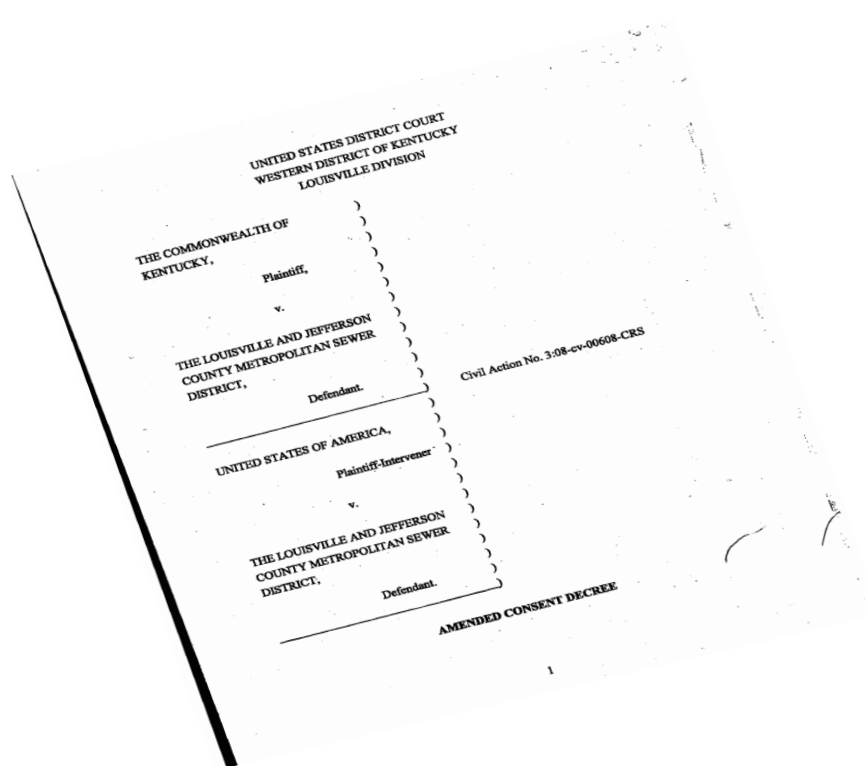 UNITED STATES DISTRICT COURT
WESTERN DISTRICT OF KENTUCKY
LOUISVILLE DIVISION
THE COMMONWEALTH OF
KENTUCKY,
Plaintiff,
v.
THE LOUISVILLE AND JEFFERSON
COUNTY METROPOLITAN SEWER
DISTRICT,
Defendant.
Civil Action No. 3:08-cv-00608-CRS
UNITED STATES OF AMERICA,
Plaintiff-Intervener
v.
THE LOUISVILLE AND JEFFERSON
COUNTY METROPOLITAN SEWER
DISTRICT,
Defendant.
AMENDED CONSENT DECREE
1